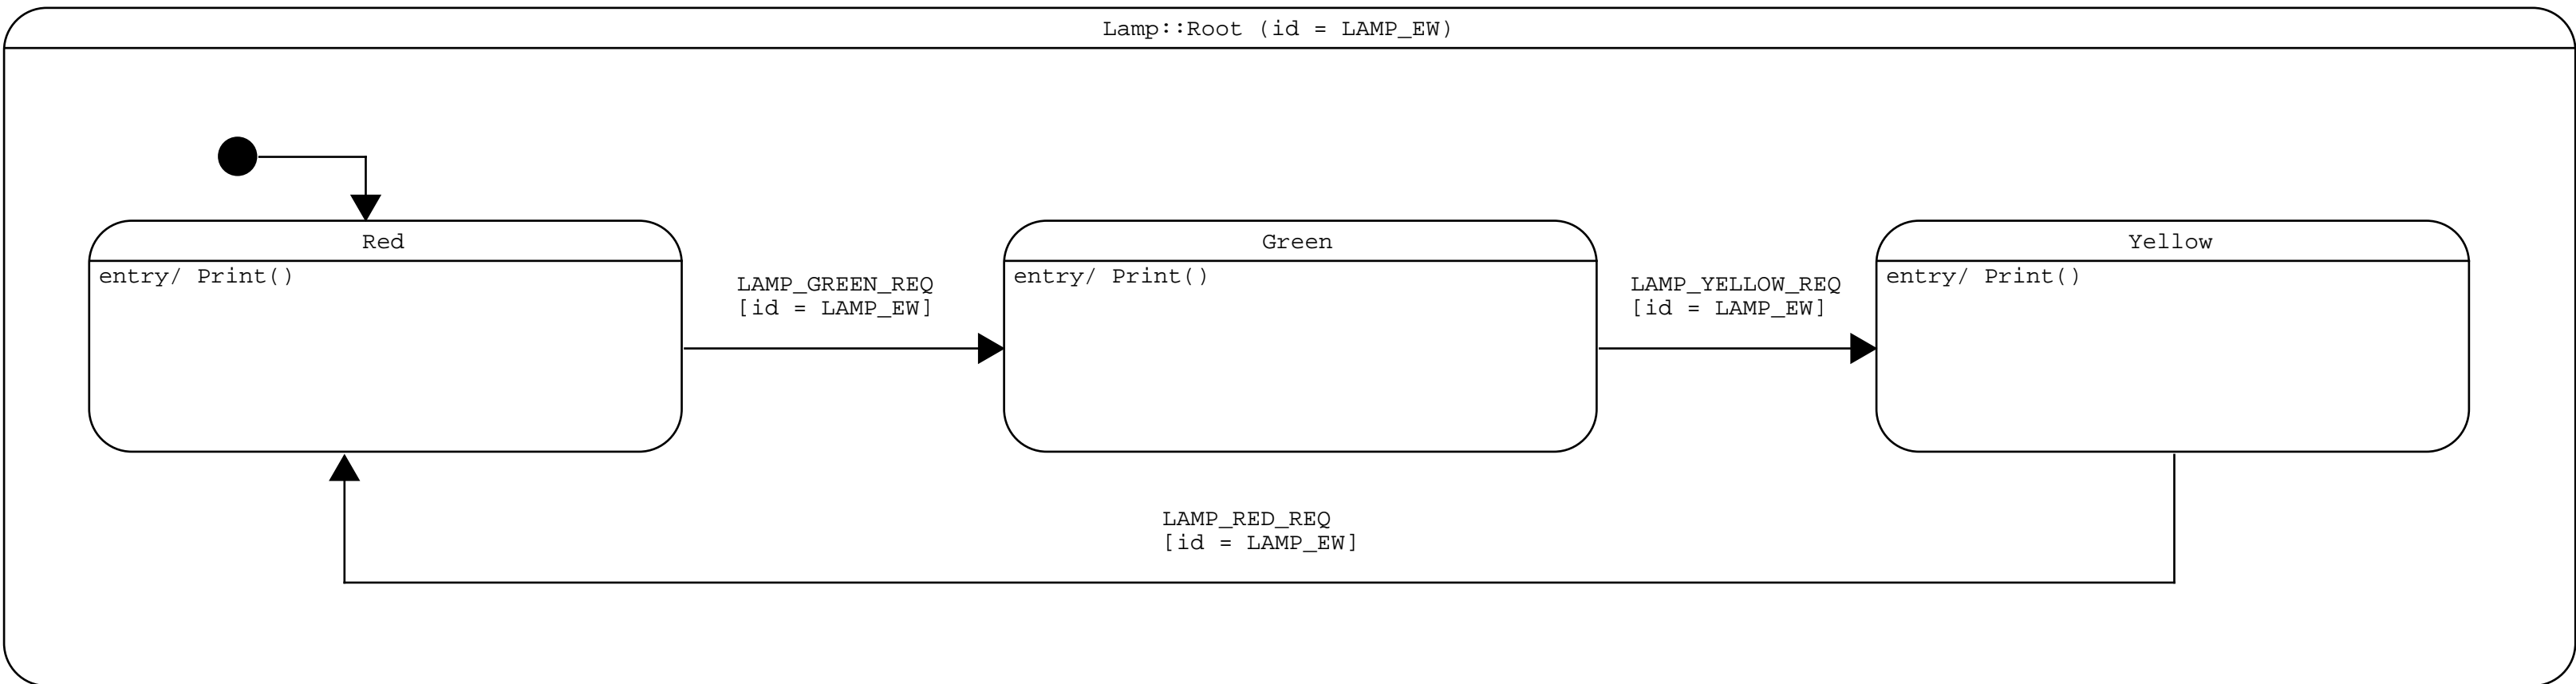 Lamp::Root (id = LAMP_EW)
Red
entry/ Print()
LAMP_GREEN_REQ
[id = LAMP_EW]
Green
entry/ Print()
LAMP_YELLOW_REQ
[id = LAMP_EW]
Yellow
entry/ Print()
LAMP_RED_REQ
[id = LAMP_EW]